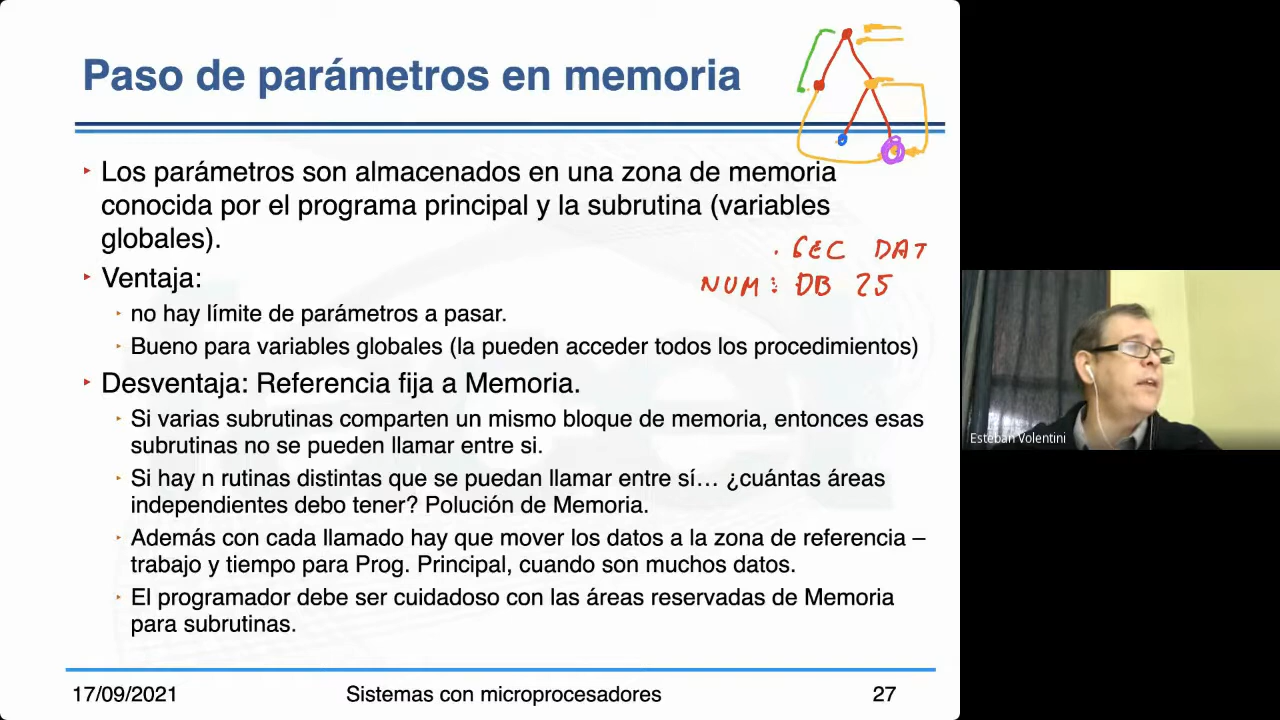 Paso de parámetros en memoria
Los parámetros son almacenados en una zona de memoria
conocida por el programa principal y la subrutina (variables
globales).
. SEC DAT
NUM: DB 25
Ventaja:
no hay límite de parámetros a pasar.
Bueno para variables globales (la pueden acceder todos los procedimientos)
Desventaja: Referencia fija a Memoria.
Si varias subrutinas comparten un mismo bloque de memoria, entonces esas
subrutinas no se pueden llamar entre si.
Si hay n rutinas distintas que se puedan llamar entre sí… ¿cuántas áreas
independientes debo tener? Polución de Memoria.
Además con cada llamado hay que mover los datos a la zona de referencia –
trabajo y tiempo para Prog. Principal, cuando son muchos datos.
El programador debe ser cuidadoso con las áreas reservadas de Memoria
para subrutinas.
17/09/2021 Sistemas con microprocesadores 27
Esteban Volentini